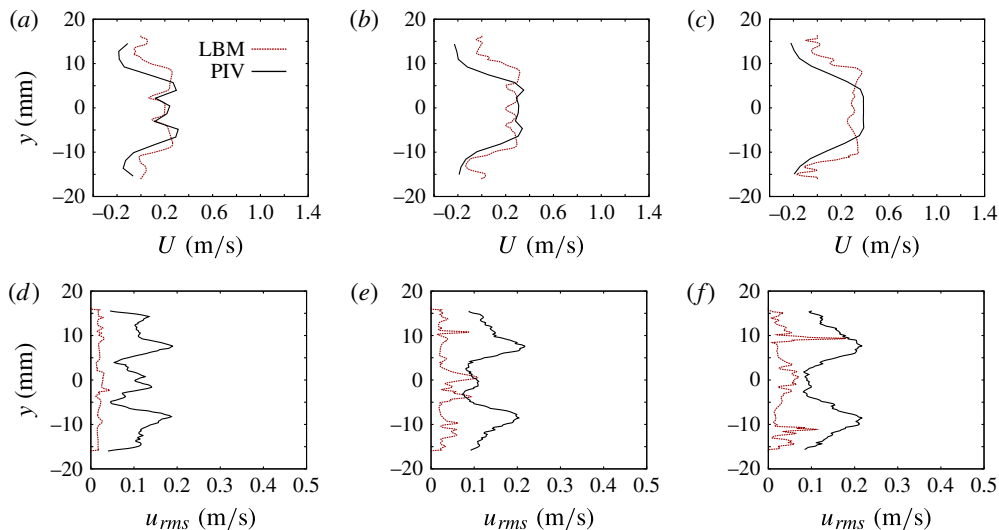 (a) (b) (c)
20 20 20
LBM
PIV
10 10 10
y (mm) 0 0 0
−10 −10 −10
−20 −20 −20
−0.2 0.2 0.6 1.0 1.4 −0.2 0.2 0.6 1.0 1.4 −0.2 0.2 0.6 1.0 1.4
U (m/s) U (m/s) U (m/s)
(d) (e) (f)
20 20 20
10 10 10
y (mm) 0 0 0
−10 −10 −10
−20 −20 −20
0 0.1 0.2 0.3 0.4 0.5 0 0.1 0.2 0.3 0.4 0.5 0 0.1 0.2 0.3 0.4 0.5
u_rms (m/s) u_rms (m/s) u_rms (m/s)